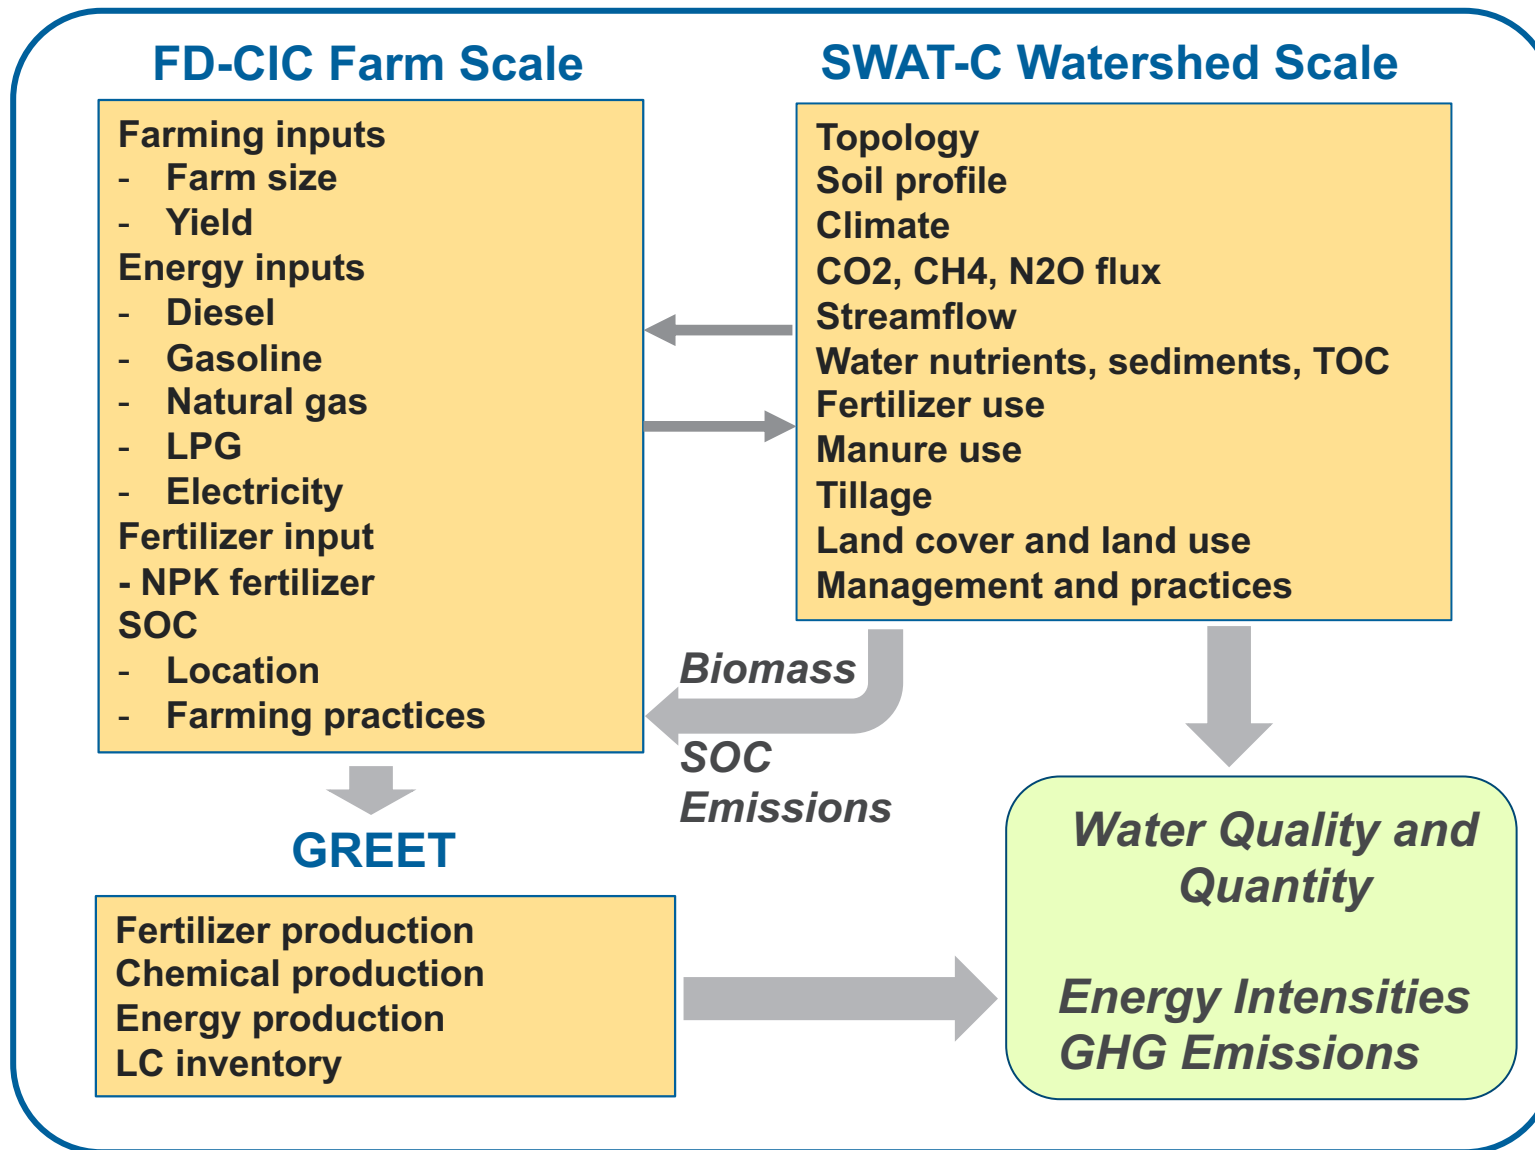 FD-CIC Farm Scale
Farming inputs
- Farm size
- Yield
Energy inputs
- Diesel
- Gasoline
- Natural gas
- LPG
- Electricity
Fertilizer input
- NPK fertilizer
SOC
- Location
- Farming practices
SWAT-C Watershed Scale
Topology
Soil profile
Climate
CO2, CH4, N2O flux
Streamflow
Water nutrients, sediments, TOC
Fertilizer use
Manure use
Tillage
Land cover and land use
Management and practices
Biomass
SOC
Emissions
GREET
Fertilizer production
Chemical production
Energy production
LC inventory
Water Quality and
Quantity
Energy Intensities
GHG Emissions